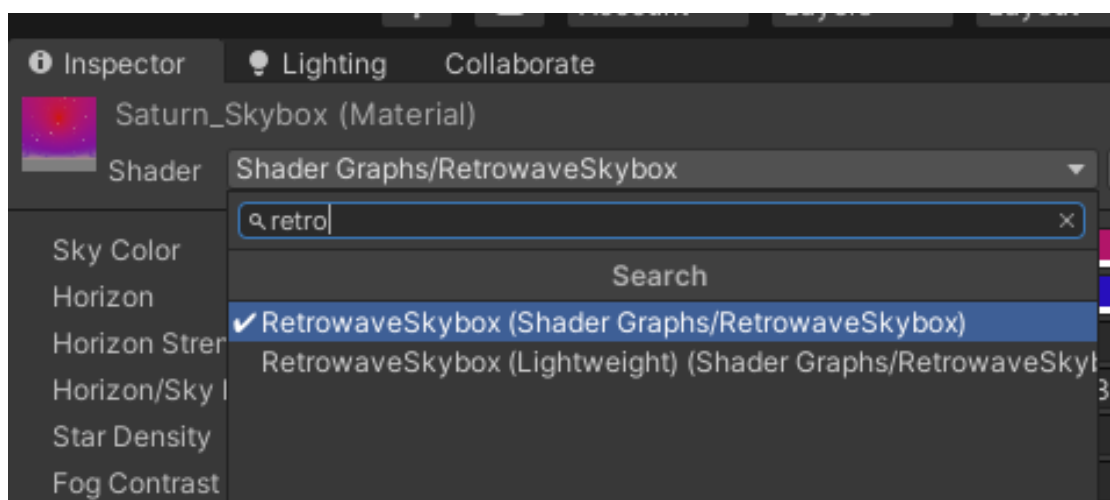 Inspector Lighting Collaborate
Saturn_Skybox (Material)
Shader Shader Graphs/RetrowaveSkybox
retro
Sky Color
Search
Horizon
RetrowaveSkybox (Shader Graphs/RetrowaveSkybox)
Horizon Stren
RetrowaveSkybox (Lightweight) (Shader Graphs/RetrowaveSkyb
Horizon/Sky
Star Density
Fog Contrast